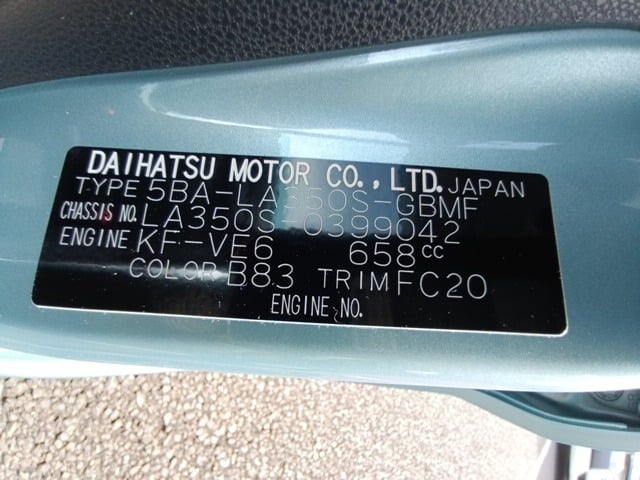 DAIHATSU MOTOR CO., LTD. JAPAN
TYPE 5BA-LA350S-GBMF
CHASSIS NO. LA350S-0399042
ENGINE KF-VE6 658cc
COLOR B83 TRIM FC20
ENGINE NO.